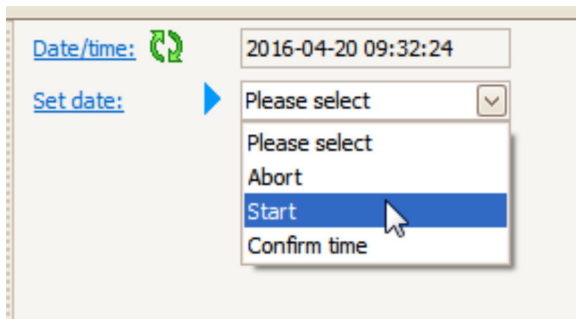 Date/time: 2016-04-20 09:32:24
Set date: Please select
Please select
Abort
Start
Confirm time